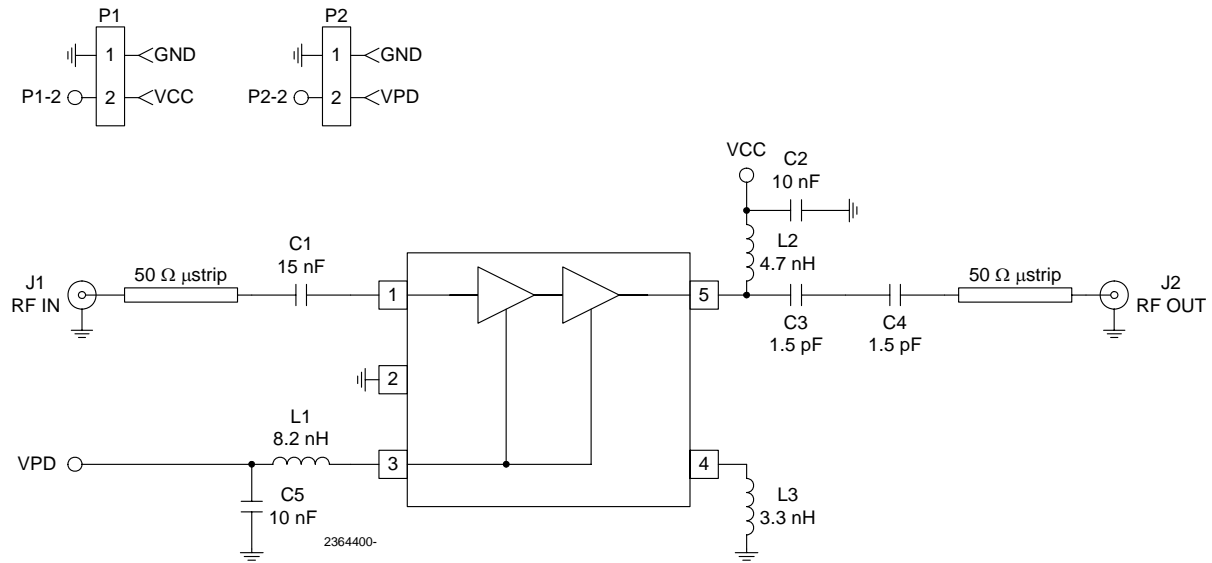 P1
P2
1
GND
1
GND
P1-2
2
VCC
P2-2
2
VPD
VCC
C2
10 nF
C1
15 nF
L2
4.7 nH
J1
RF IN
50 Ω μstrip
1
5
50 Ω μstrip
J2
RF OUT
C3
1.5 pF
C4
1.5 pF
2
L1
8.2 nH
VPD
3
4
C5
10 nF
L3
3.3 nH
2364400-